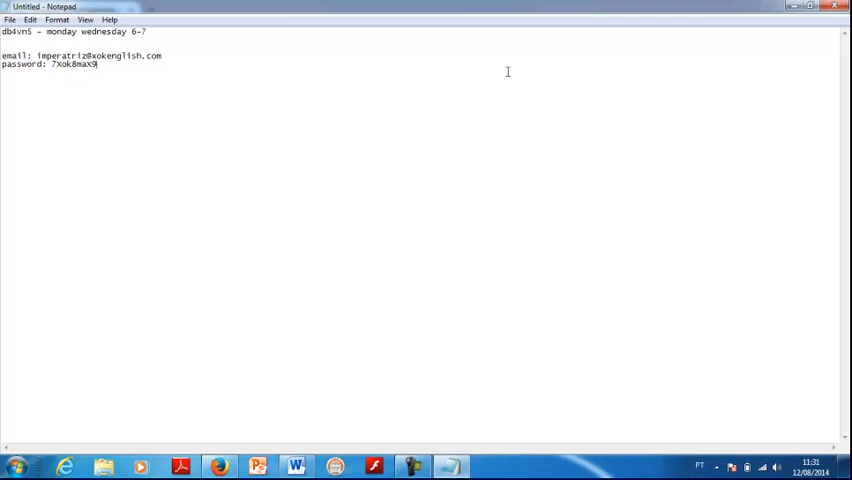 Untitled - Notepad
File Edit Format View Help
db4vn5 - monday wednesday 6-7
email: imperatriz@xokenglish.com
password: 7Xok8maX9
PT
11:31
12/08/2014